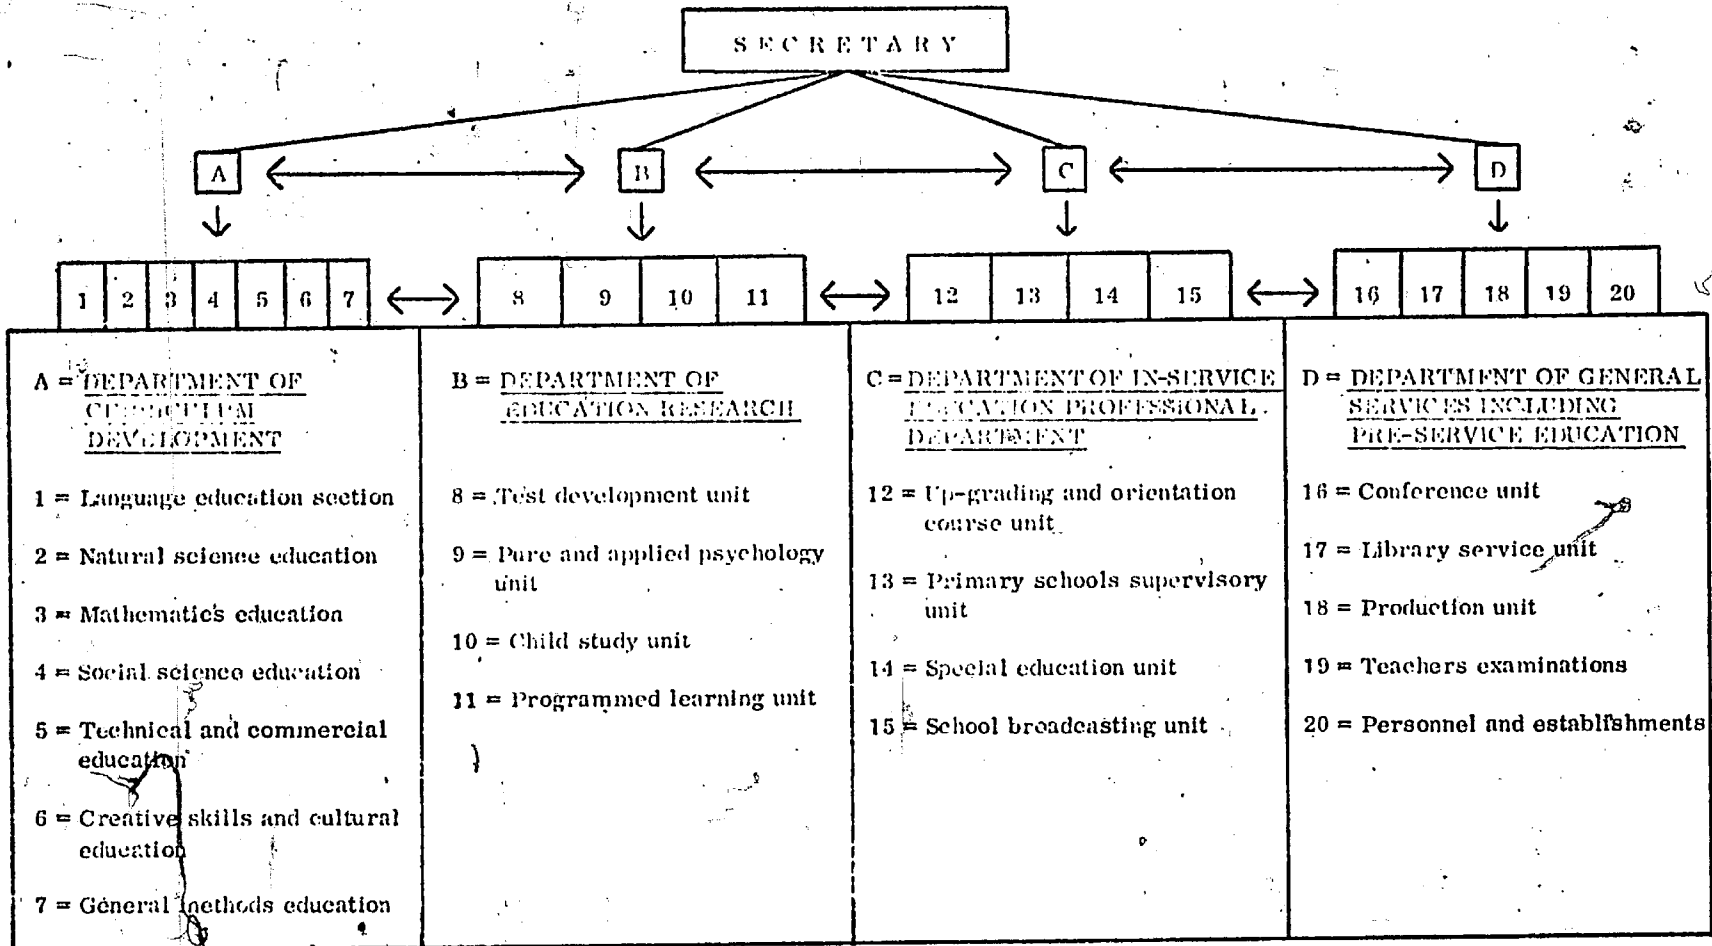 SECRETARY
A
B
C
D
1 2 3 4 5 6 7
8 9 10 11
12 13 14 15
16 17 18 19 20
A = DEPARTMENT OF
CURRICULUM
DEVELOPMENT
1 = Language education section
2 = Natural science education
3 = Mathematics education
4 = Social science education
5 = Technical and commercial
education
6 = Creative skills and cultural
education
7 = General methods education
B = DEPARTMENT OF
EDUCATION RESEARCH
8 = Test development unit
9 = Pure and applied psychology
unit
10 = Child study unit
11 = Programmed learning unit
C = DEPARTMENT OF IN-SERVICE
EDUCATION PROFESSIONAL
DEPARTMENT
12 = Up-grading and orientation
course unit
13 = Primary schools supervisory
unit
14 = Special education unit
15 = School broadcasting unit
D = DEPARTMENT OF GENERAL
SERVICES INCLUDING
PRE-SERVICE EDUCATION
16 = Conference unit
17 = Library service unit
18 = Production unit
19 = Teachers examinations
20 = Personnel and establishments